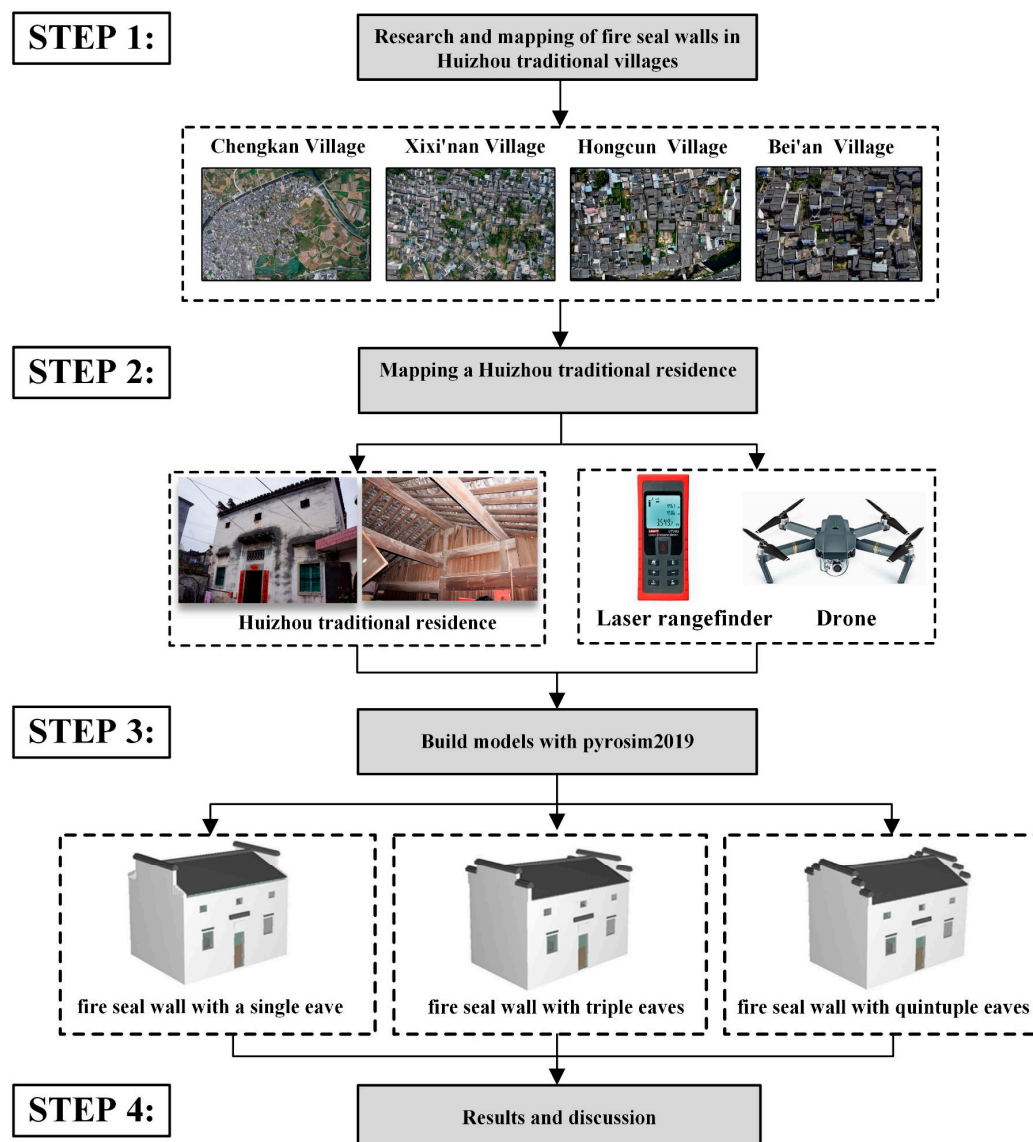 STEP 1:
Research and mapping of fire seal walls in
Huizhou traditional villages
Chengkan Village
Xixi'nan Village
Hongcun Village
Bei'an Village
STEP 2:
Mapping a Huizhou traditional residence
Huizhou traditional residence
Laser rangefinder
Drone
STEP 3:
Build models with pyrosim2019
fire seal wall with a single eave
fire seal wall with triple eaves
fire seal wall with quintuple eaves
STEP 4:
Results and discussion